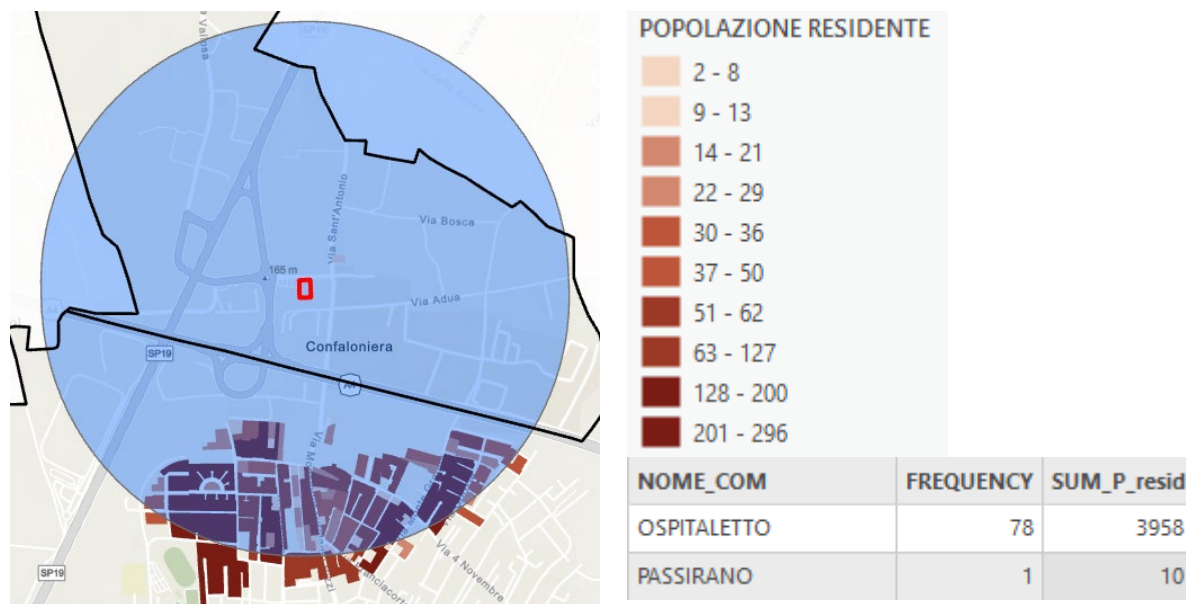 SP19
Via Vallosa
Via Bosca
Via Sant'Antonio
165 m
Via Adua
Confaloniera
SP19
A4
Via 4 Novembre
SP19
POPOLAZIONE RESIDENTE
2 - 8
9 - 13
14 - 21
22 - 29
30 - 36
37 - 50
51 - 62
63 - 127
128 - 200
201 - 296
NOME_COM FREQUENCY SUM_P_resid
OSPITALETTO 78 3958
PASSIRANO 1 10